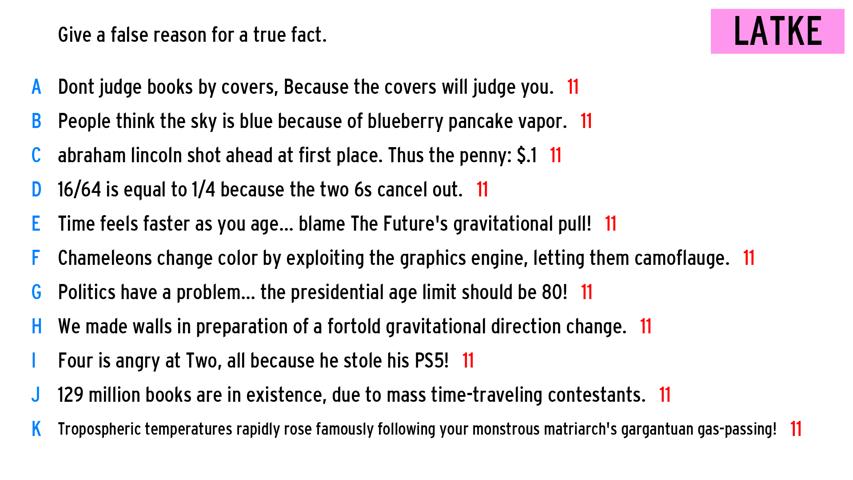 Give a false reason for a true fact.
LATKE
A Dont judge books by covers, Because the covers will judge you. 11
B People think the sky is blue because of blueberry pancake vapor. 11
C abraham lincoln shot ahead at first place. Thus the penny: $.1 11
D 16/64 is equal to 1/4 because the two 6s cancel out. 11
E Time feels faster as you age... blame The Future's gravitational pull! 11
F Chameleons change color by exploiting the graphics engine, letting them camoflauge. 11
G Politics have a problem... the presidential age limit should be 80! 11
H We made walls in preparation of a fortold gravitational direction change. 11
I Four is angry at Two, all because he stole his PS5! 11
J 129 million books are in existence, due to mass time-traveling contestants. 11
K Tropospheric temperatures rapidly rose famously following your monstrous matriarch's gargantuan gas-passing! 11